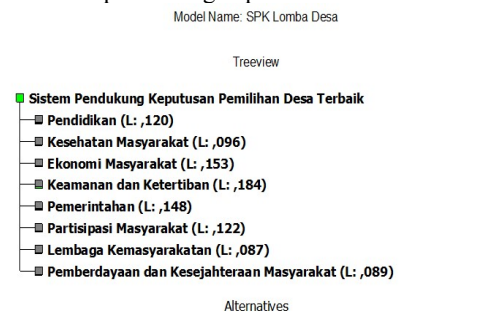 Model Name: SPK Lomba Desa
Treeview
Sistem Pendukung Keputusan Pemilihan Desa Terbaik
Pendidikan (L: ,120)
Kesehatan Masyarakat (L: ,096)
Ekonomi Masyarakat (L: ,153)
Keamanan dan Ketertiban (L: ,184)
Pemerintahan (L: ,148)
Partisipasi Masyarakat (L: ,122)
Lembaga Kemasyarakatan (L: ,087)
Pemberdayaan dan Kesejahteraan Masyarakat (L: ,089)
Alternatives